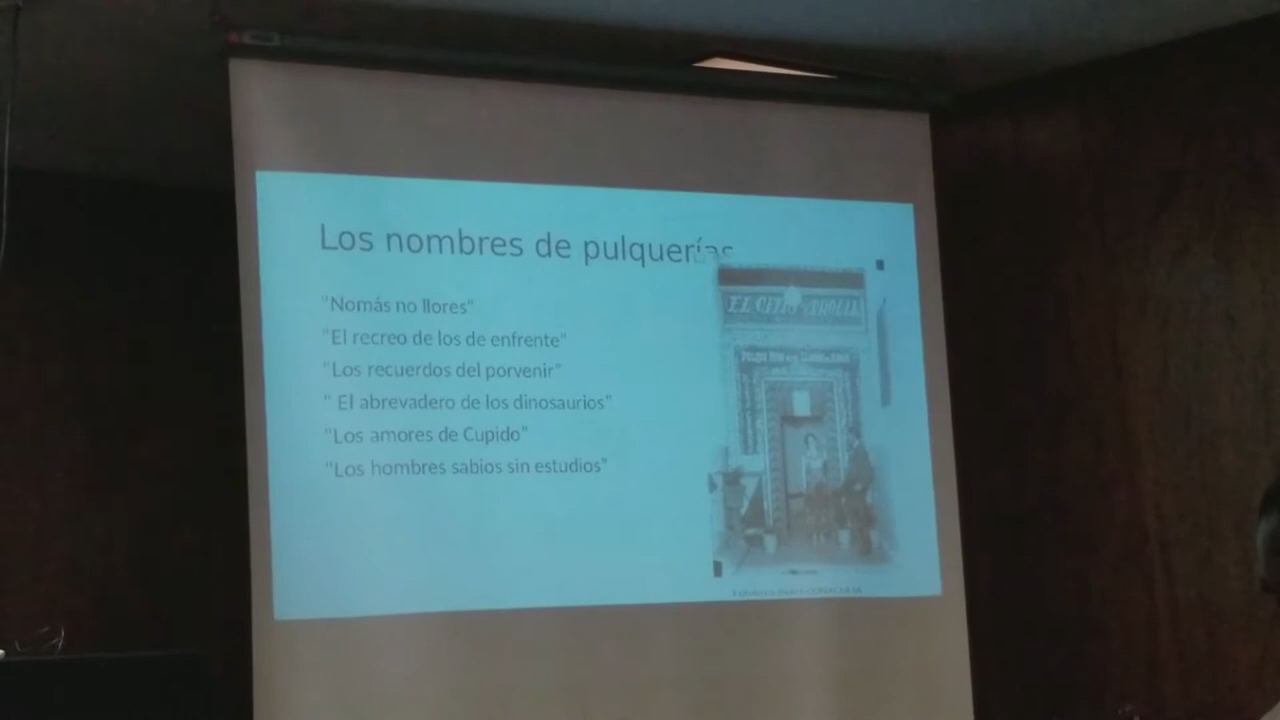 Los nombres de pulquerías
"Nomás no llores"
"El recreo de los de enfrente"
"Los recuerdos del porvenir"
" El abrevadero de los dinosaurios"
"Los amores de Cupido"
"Los hombres sabios sin estudios"